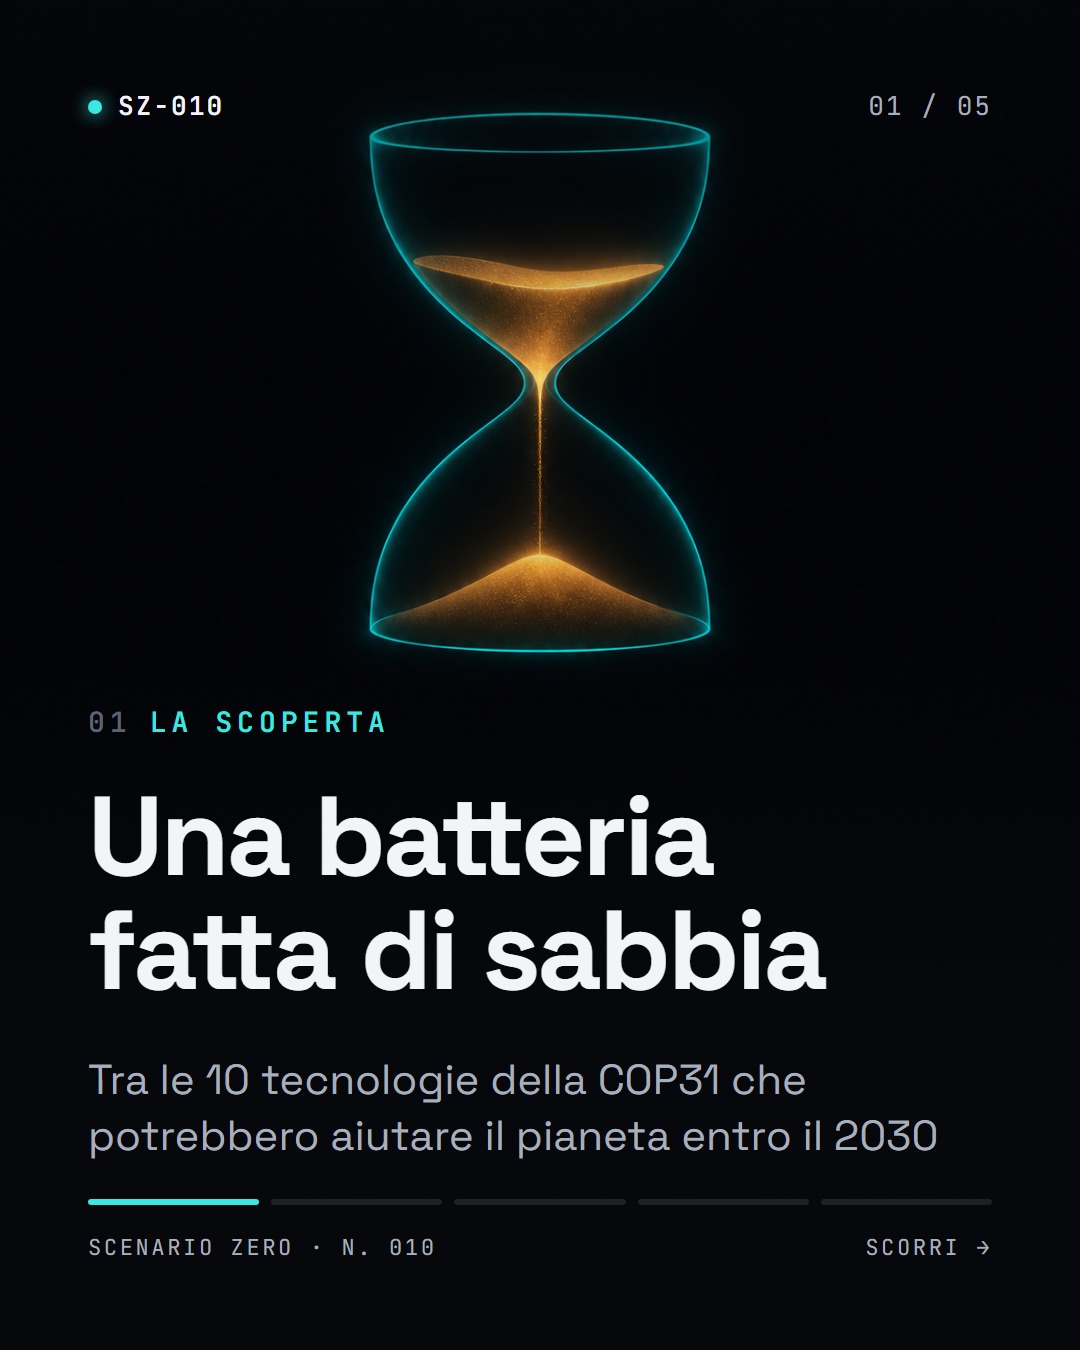 SZ-010
01 / 05
01 LA SCOPERTA
Una batteria
fatta di sabbia
Tra le 10 tecnologie della COP31 che
potrebbero aiutare il pianeta entro il 2030
SCENARIO ZERO · N. 010
SCORRI →